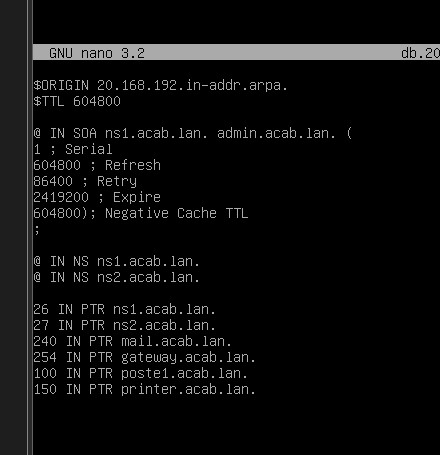 GNU nano 3.2 db.20
$ORIGIN 20.168.192.in-addr.arpa.
$TTL 604800
@ IN SOA ns1.acab.lan. admin.acab.lan. (
1 ; Serial
604800 ; Refresh
86400 ; Retry
2419200 ; Expire
604800); Negative Cache TTL
;
@ IN NS ns1.acab.lan.
@ IN NS ns2.acab.lan.
26 IN PTR ns1.acab.lan.
27 IN PTR ns2.acab.lan.
240 IN PTR mail.acab.lan.
254 IN PTR gateway.acab.lan.
100 IN PTR poste1.acab.lan.
150 IN PTR printer.acab.lan.